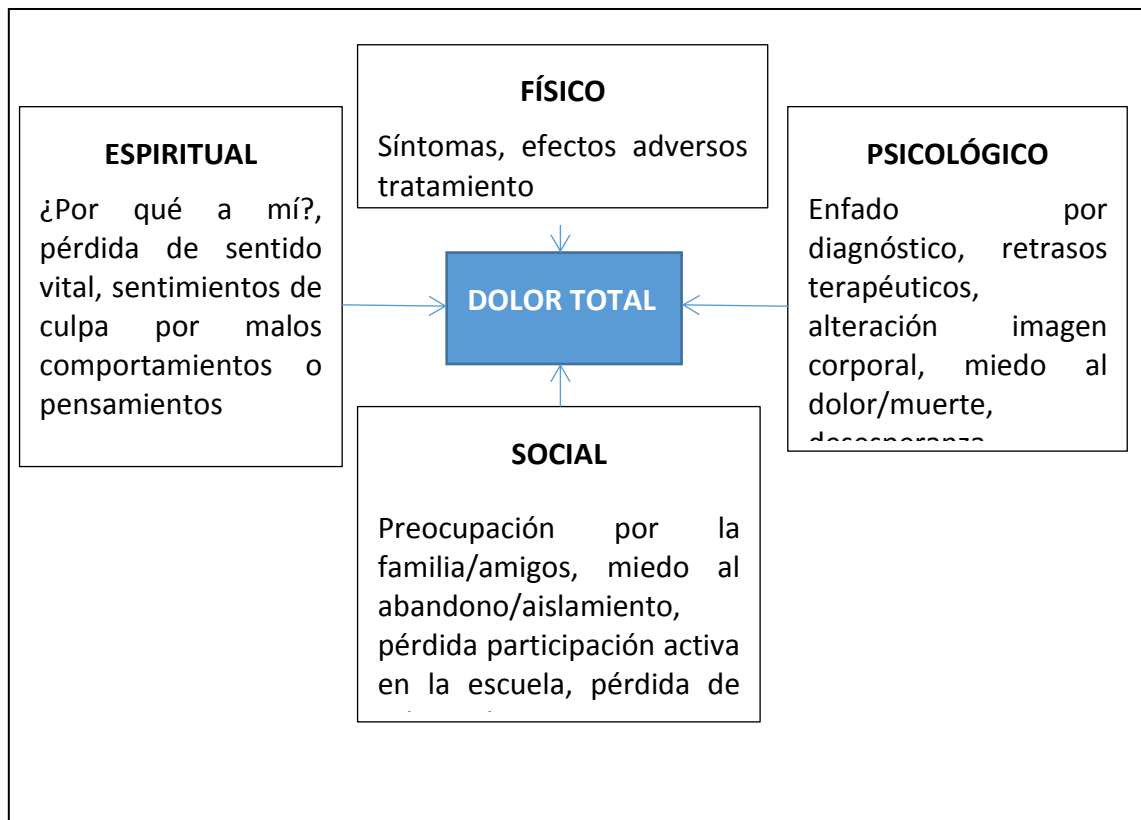 FÍSICO
Síntomas, efectos adversos
tratamiento
ESPIRITUAL
¿Por qué a mí?,
pérdida de sentido
vital, sentimientos de
culpa por malos
comportamientos o
pensamientos
DOLOR TOTAL
PSICOLÓGICO
Enfado por
diagnóstico, retrasos
terapéuticos,
alteración imagen
corporal, miedo al
dolor/muerte,
desesperanza
SOCIAL
Preocupación por la
familia/amigos, miedo al
abandono/aislamiento,
pérdida participación activa
en la escuela, pérdida de